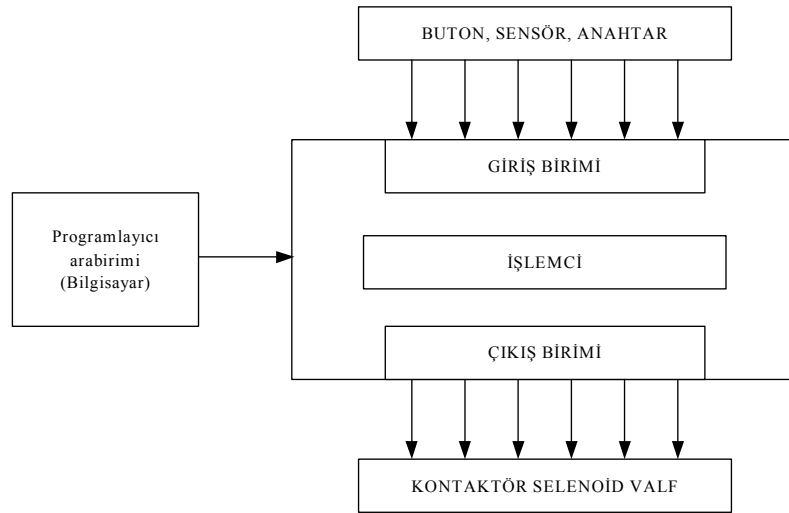 BUTON, SENSÖR, ANAHTAR
GİRİŞ BİRİMİ
Programlayıcı
arabirimi
(Bilgisayar)
İŞLEMCİ
ÇIKIŞ BİRİMİ
KONTAKTÖR SELENOİD VALF